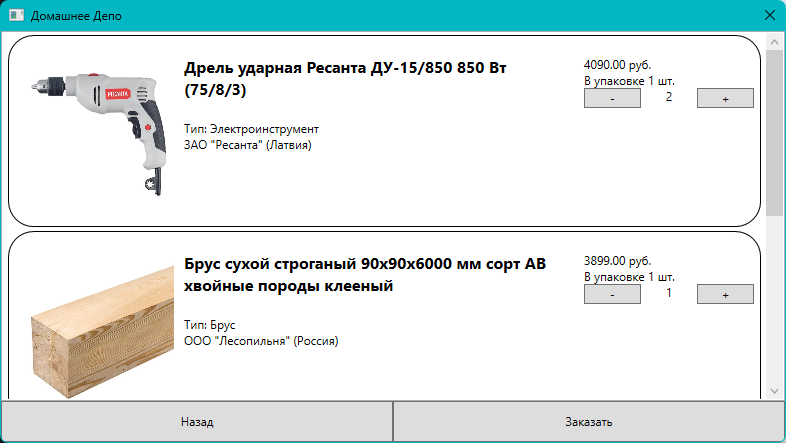 Домашнее Депо
Дрель ударная Ресанта ДУ-15/850 850 Вт
(75/8/3)
Тип: Электроинструмент
ЗАО "Ресанта" (Латвия)
4090.00 руб.
В упаковке 1 шт.
- 2 +
РЕСАНТА
Брус сухой строганый 90х90х6000 мм сорт АВ
хвойные породы клееный
Тип: Брус
ООО "Лесопильня" (Россия)
3899.00 руб.
В упаковке 1 шт.
- 1 +
Назад
Заказать